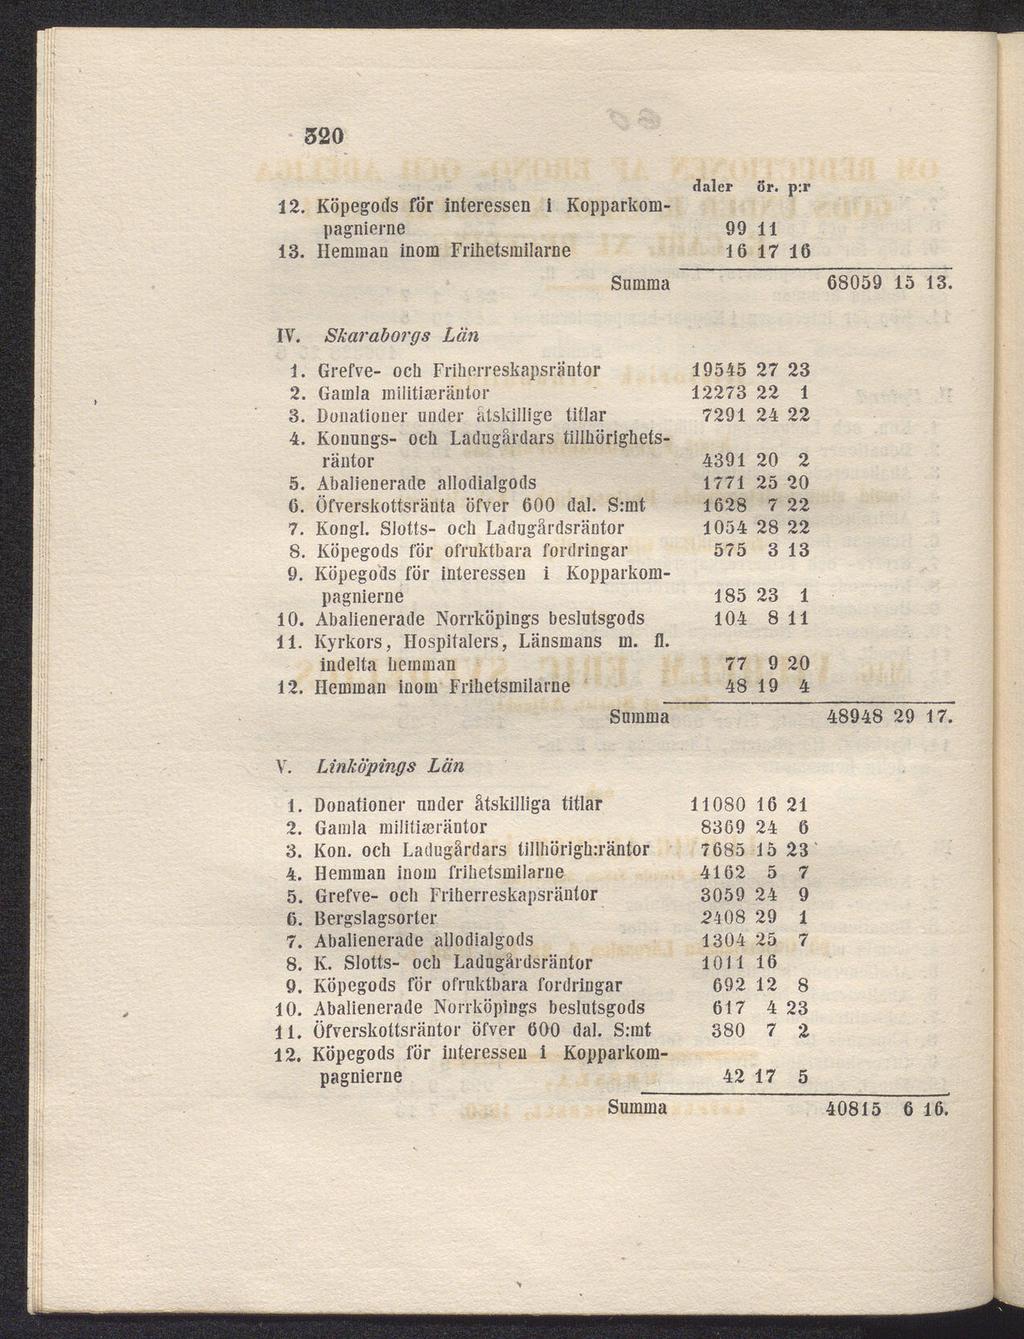 320
daler ör. p:r
12. Köpegods för interessen i Kopparkom-
pagnierne 99 11
13. Hemman inom Frihetsmilarne 16 17 16
Summa 68059 15 13.
IV. Skaraborgs Län
1. Grefve- och Friherreskapsräntor 19545 27 23
2. Gamla militiæräntor 12273 22 1
3. Donationer under åtskillige titlar 7291 24 22
4. Konungs- och Ladugårdars tillhörighets-
räntor 4391 20 2
5. Abalienerade allodialgods 1771 25 20
6. Öfverskottsränta öfver 600 dal. S:mt 1628 7 22
7. Kongl. Slotts- och Ladugårdsräntor 1054 28 22
8. Köpegods för ofruktbara fordringar 575 3 13
9. Köpegods för interessen i Kopparkom-
pagnierne 185 23 1
10. Abalienerade Norrköpings beslutsgods 104 8 11
11. Kyrkors, Hospitalers, Länsmans m. fl.
indelta hemman 77 9 20
12. Hemman inom Frihetsmilarne 48 19 4
Summa 48948 29 17.
V. Linköpings Län
1. Donationer under åtskilliga titlar 11080 16 21
2. Gamla militiæräntor 8369 24 6
3. Kon. och Ladugårdars tillhörigh:räntor 7685 15 23
4. Hemman inom frihetsmilarne 4162 5 7
5. Grefve- och Friherreskapsräntor 3059 24 9
6. Bergslagsorter 2408 29 1
7. Abalienerade allodialgods 1304 25 7
8. K. Slotts- och Ladugårdsräntor 1011 16
9. Köpegods för ofruktbara fordringar 692 12 8
10. Abalienerade Norrköpings beslutsgods 617 4 23
11. Öfverskottsräntor öfver 600 dal. S:mt 380 7 2
12. Köpegods för interessen i Kopparkom-
pagnierne 42 17 5
Summa 40815 6 16.